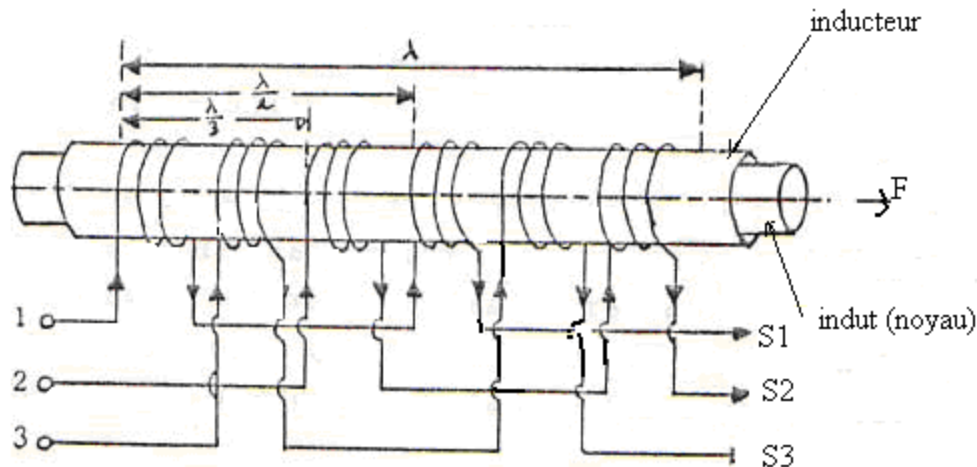 inducteur
λ
λ/2
λ/3
F
1
2
3
S1
S2
S3
indut (noyau)